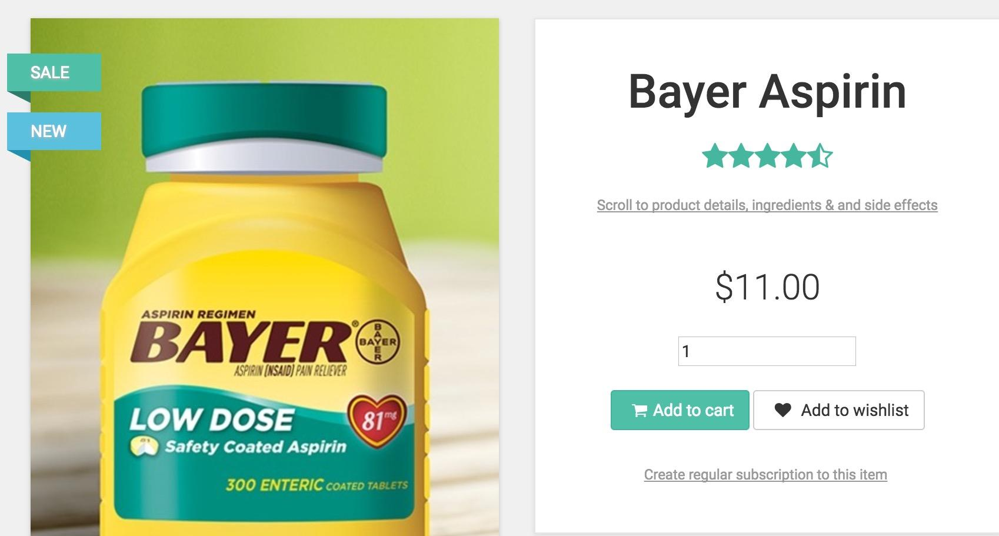 SALE
NEW
ASPIRIN REGIMEN
BAYER®
BAYER
BAYER
ASPIRIN (NSAID) PAIN RELIEVER
LOW DOSE
81mg
81
Safety Coated Aspirin
300 ENTERIC COATED TABLETS
Bayer Aspirin
Scroll to product details, ingredients & and side effects
$11.00
1
Add to cart
Add to wishlist
Create regular subscription to this item